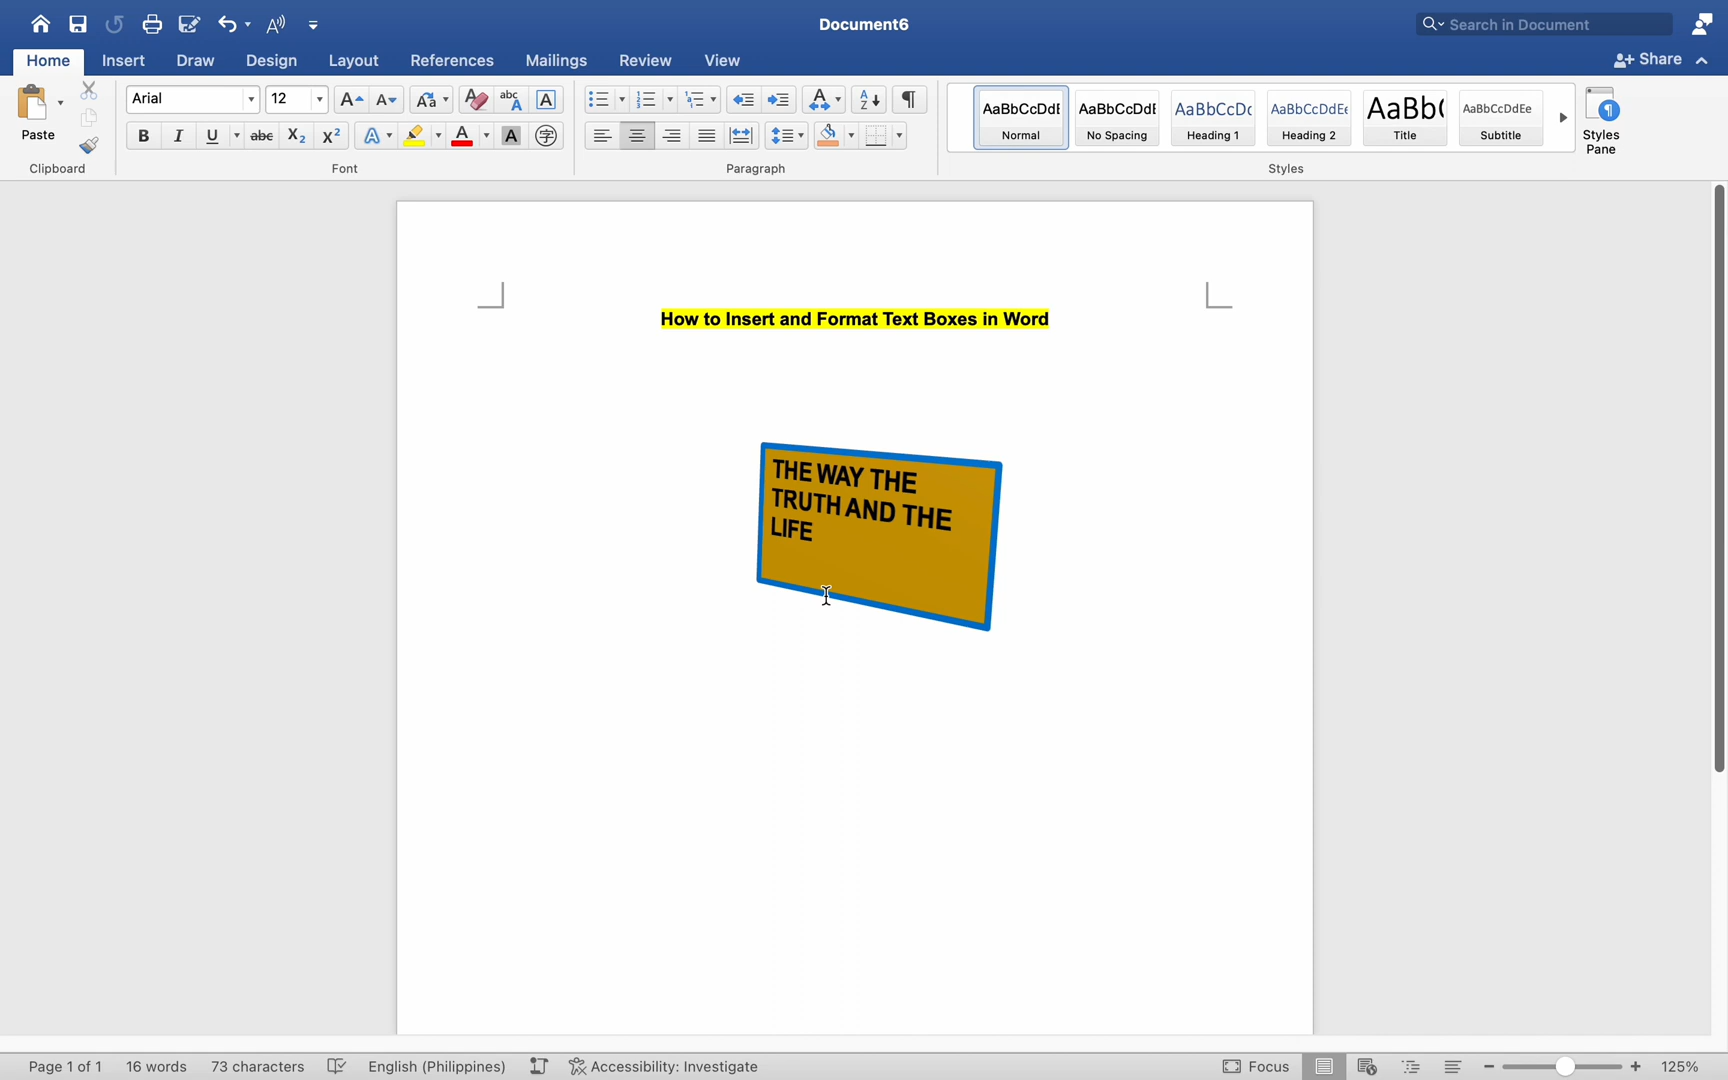 Document6
Search in Document
Home Insert Draw Design Layout References Mailings Review View
Share
Paste
Clipboard
Arial 12
Font
Paragraph
AaBbCcDdE AaBbCcDdE AaBbCcDc AaBbCcDdEe AaBb( AaBbCcDdEe
Normal No Spacing Heading 1 Heading 2 Title Subtitle
Styles
Styles
Pane
How to Insert and Format Text Boxes in Word
THE WAY THE
TRUTH AND THE
LIFE
Page 1 of 1 16 words 73 characters English (Philippines) Accessibility: Investigate Focus 125%